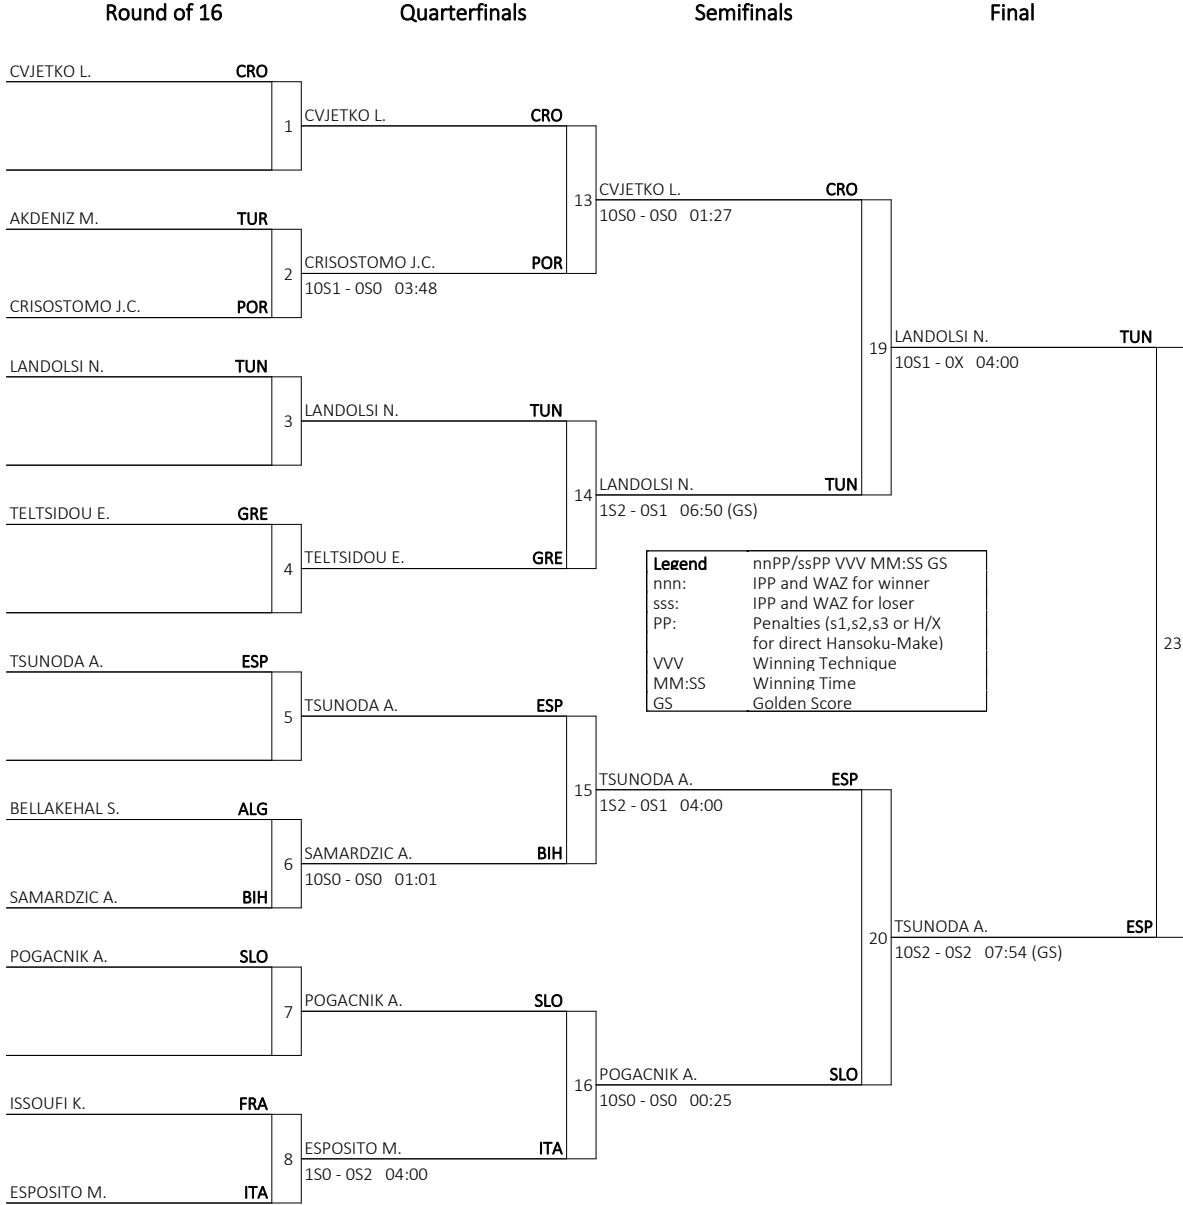 Round of 16 Quarterfinals Semifinals Final
CVJETKO L. CRO
1
CVJETKO L. CRO
AKDENIZ M. TUR
2
CRISOSTOMO J.C. POR
10S1 - 0S0 03:48
CRISOSTOMO J.C. POR
13
CVJETKO L. CRO
10S0 - 0S0 01:27
LANDOLSI N. TUN
3
LANDOLSI N. TUN
TELTSIDOU E. GRE
4
TELTSIDOU E. GRE
14
LANDOLSI N. TUN
1S2 - 0S1 06:50 (GS)
19
LANDOLSI N. TUN
10S1 - 0X 04:00
Legend nnPP/ssPP VVV MM:SS GS
nnn: IPP and WAZ for winner
sss: IPP and WAZ for loser
PP: Penalties (s1,s2,s3 or H/X
for direct Hansoku-Make)
VVV Winning Technique
MM:SS Winning Time
GS Golden Score
23
TSUNODA A. ESP
5
TSUNODA A. ESP
BELLAKEHAL S. ALG
6
SAMARDZIC A. BIH
10S0 - 0S0 01:01
SAMARDZIC A. BIH
15
TSUNODA A. ESP
1S2 - 0S1 04:00
POGACNIK A. SLO
7
POGACNIK A. SLO
ISSOUFI K. FRA
8
ESPOSITO M. ITA
1S0 - 0S2 04:00
ESPOSITO M. ITA
16
POGACNIK A. SLO
10S0 - 0S0 00:25
20
TSUNODA A. ESP
10S2 - 0S2 07:54 (GS)